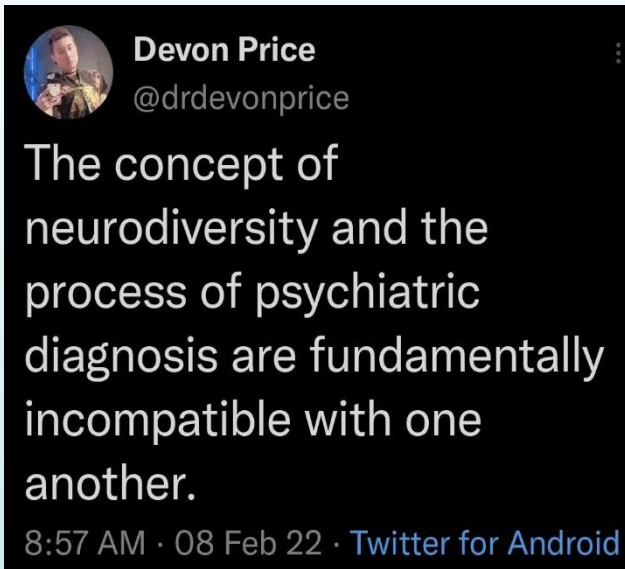 Devon Price
@drdevonprice
The concept of
neurodiversity and the
process of psychiatric
diagnosis are fundamentally
incompatible with one
another.
8:57 AM · 08 Feb 22 · Twitter for Android